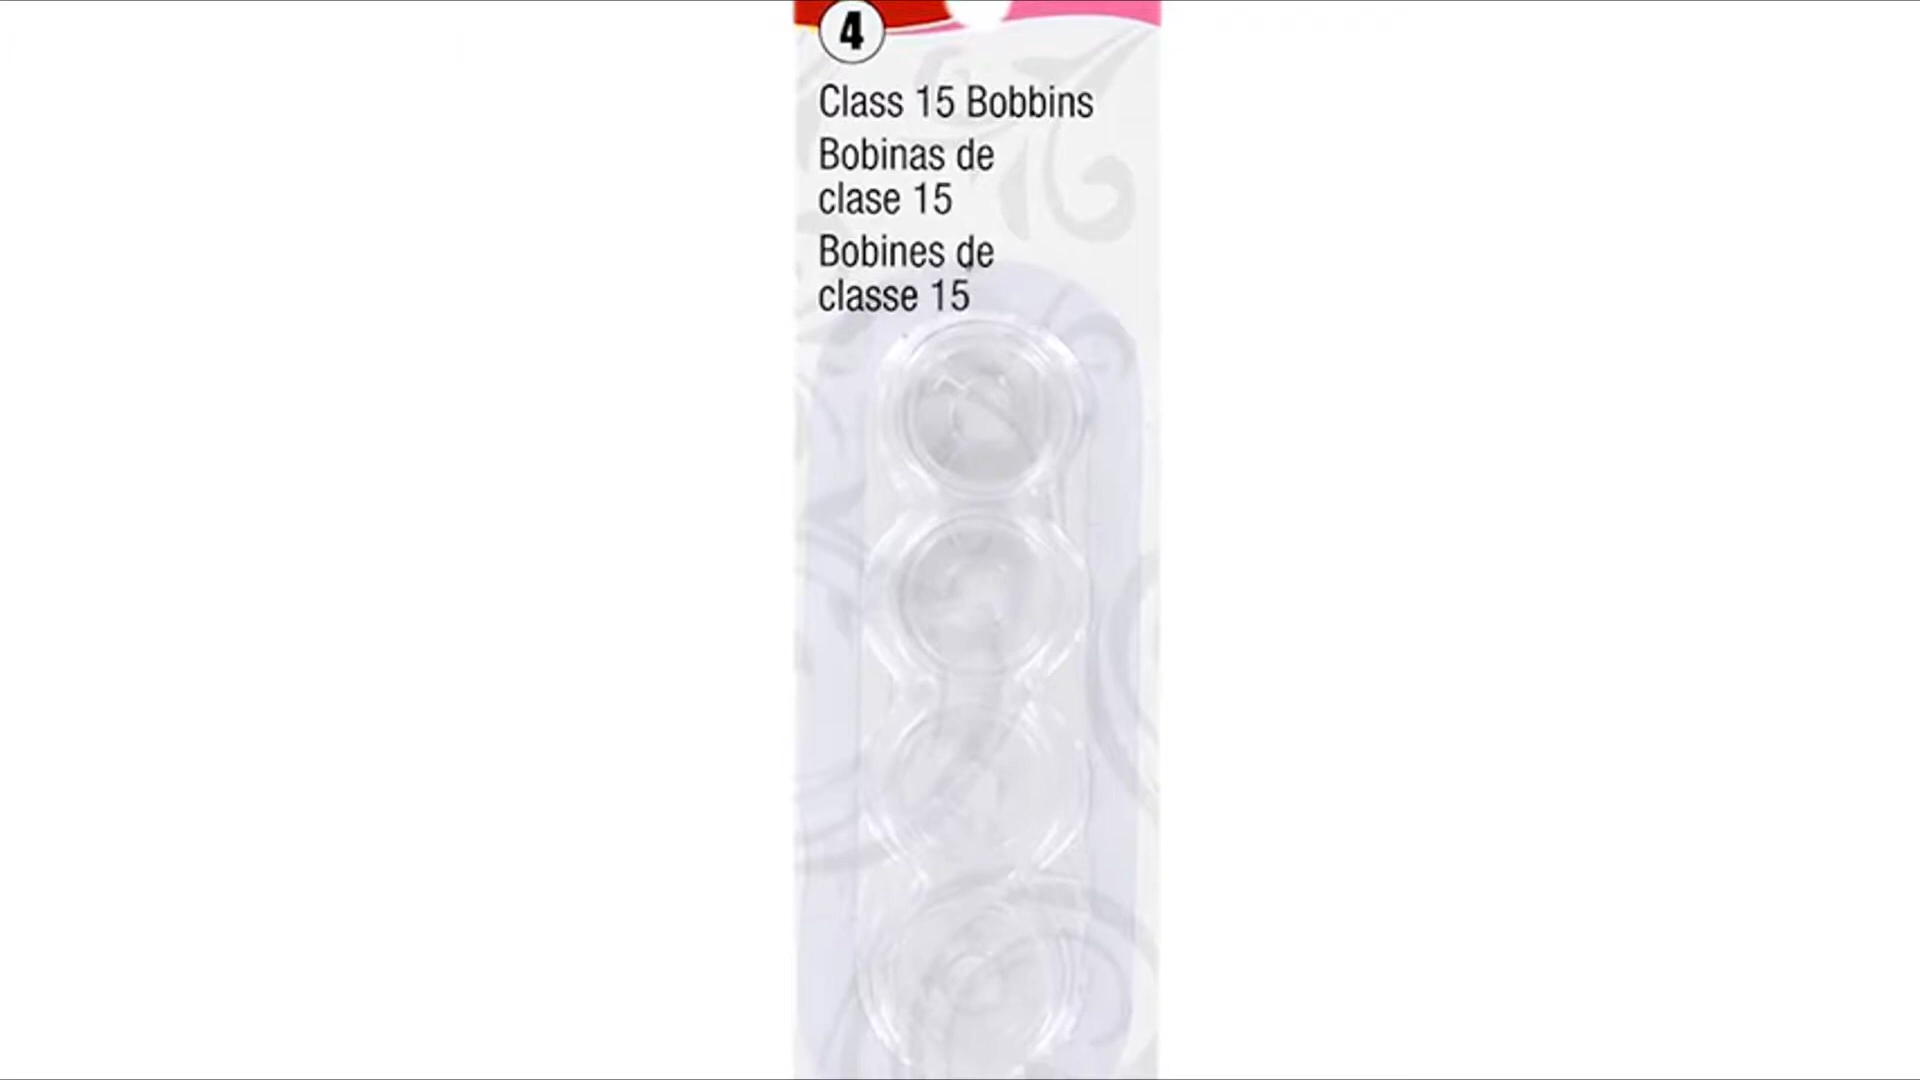 4
Class 15 Bobbins
Bobinas de
clase 15
Bobines de
classe 15